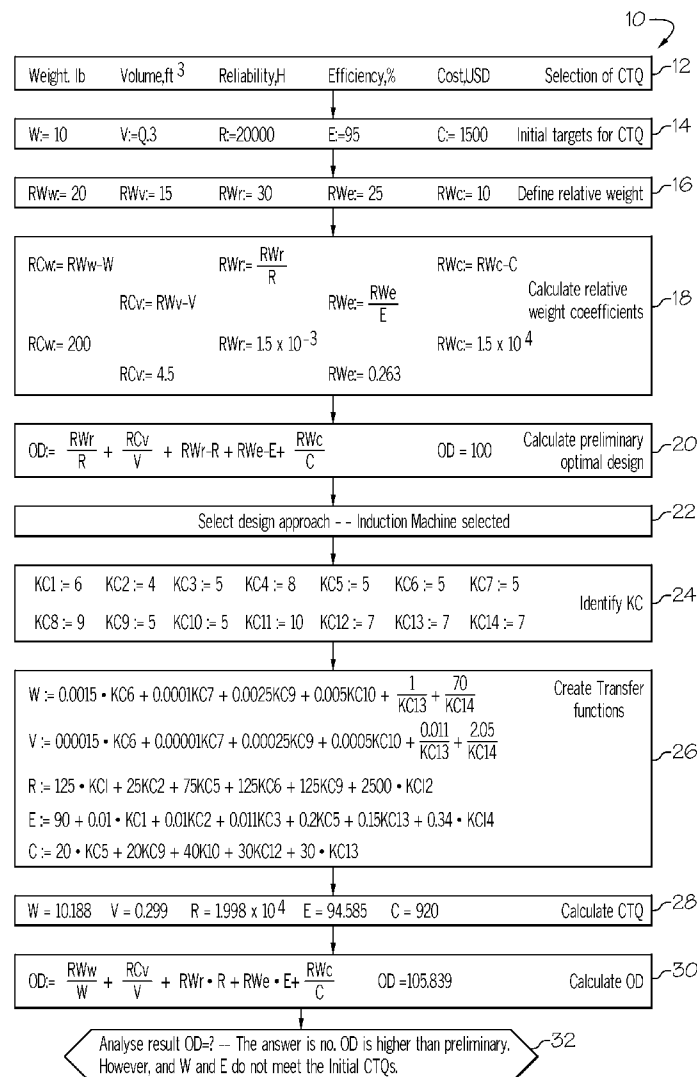 10
Weight. lb Volume,ft 3 Reliability,H Efficiency,% Cost,USD Selection of CTQ 12
W:= 10 V:=Q.3 R:=20000 E:=95 C:= 1500 Initial targets for CTQ 14
RWw:= 20 RWv:= 15 RWr:= 30 RWe:= 25 RWc:= 10 Define relative weight 16
RCw:= RWw-W RWr:= RWr/R RWc:= RWc-C
RCv:= RWv-V RWe:= RWe/E Calculate relative
weight coeefficients 18
RCw:= 200 RWr:= 1.5 x 10 -3 RWc:= 1.5 x 10 4
RCv:= 4.5 RWe:= 0.263
OD:= RWr/R + RCv/V + RWr-R + RWe-E+ RWc/C OD = 100 Calculate preliminary
optimal design 20
Select design approach - - Induction Machine selected 22
KC1 := 6 KC2 := 4 KC3 := 5 KC4 := 8 KC5 := 5 KC6 := 5 KC7 := 5
Identify KC 24
KC8 := 9 KC9 := 5 KC10 := 5 KC11 := 10 KC12 := 7 KC13 := 7 KC14 := 7
W := 0.0015 • KC6 + 0.0001KC7 + 0.0025KC9 + 0.005KC10 + 1/KC13 + 70/KC14 Create Transfer
functions
V := 000015 • KC6 + 0.00001KC7 + 0.00025KC9 + 0.0005KC10 + 0.011/KC13 + 2.05/KC14
26
R := 125 • KCl + 25KC2 + 75KC5 + 125KC6 + 125KC9 + 2500 • KCl2
E := 90 + 0.01 • KC1 + 0.01KC2 + 0.011KC3 + 0.2KC5 + 0.15KC13 + 0.34 • KCl4
C := 20 • KC5 + 20KC9 + 40K10 + 30KC12 + 30 • KC13
W = 10.188 V = 0.299 R = 1.998 x 10 4 E = 94.585 C = 920 Calculate CTQ 28
OD:= RWw/W + RCv/V + RWr • R + RWe • E+ RWc/C OD =105.839 Calculate OD 30
Analyse result OD=? -- The answer is no. OD is higher than preliminary. 32
However, and W and E do not meet the Initial CTQs.